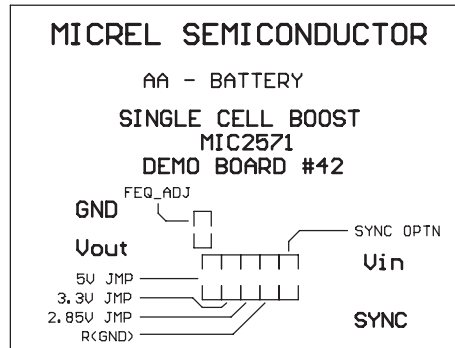 MICREL SEMICONDUCTOR
AA - BATTERY
SINGLE CELL BOOST
MIC2571
DEMO BOARD #42
FEQ_ADJ
GND
SYNC OPTN
Vout
Vin
5V JMP
3.3V JMP
2.85V JMP
SYNC
R(GND)